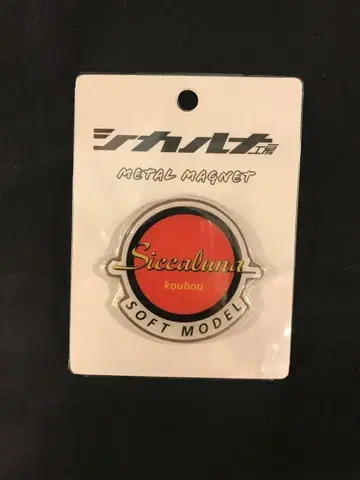 シカルナ工房
METAL MAGNET
Siccaluna
koubou
SOFT MODEL